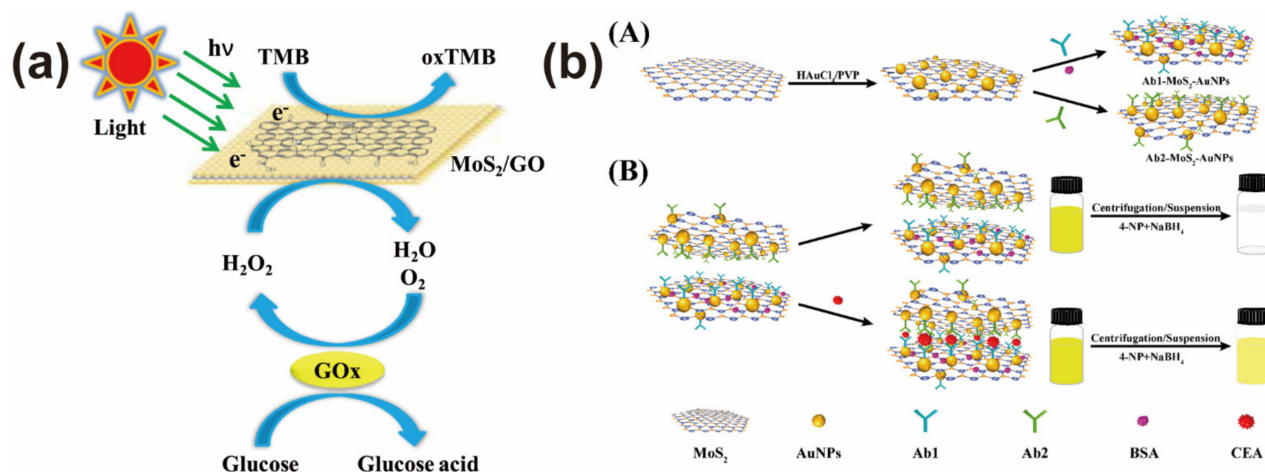 (a)
hν
Light
TMB
oxTMB
e⁻
e⁻
MoS₂/GO
H₂O₂
H₂O
O₂
GOx
Glucose
Glucose acid
(b)
(A)
HAuCl₄/PVP
Ab1-MoS₂-AuNPs
Ab2-MoS₂-AuNPs
(B)
Centrifugation/Suspension
4-NP+NaBH₄
Centrifugation/Suspension
4-NP+NaBH₄
MoS₂
AuNPs
Ab1
Ab2
BSA
CEA